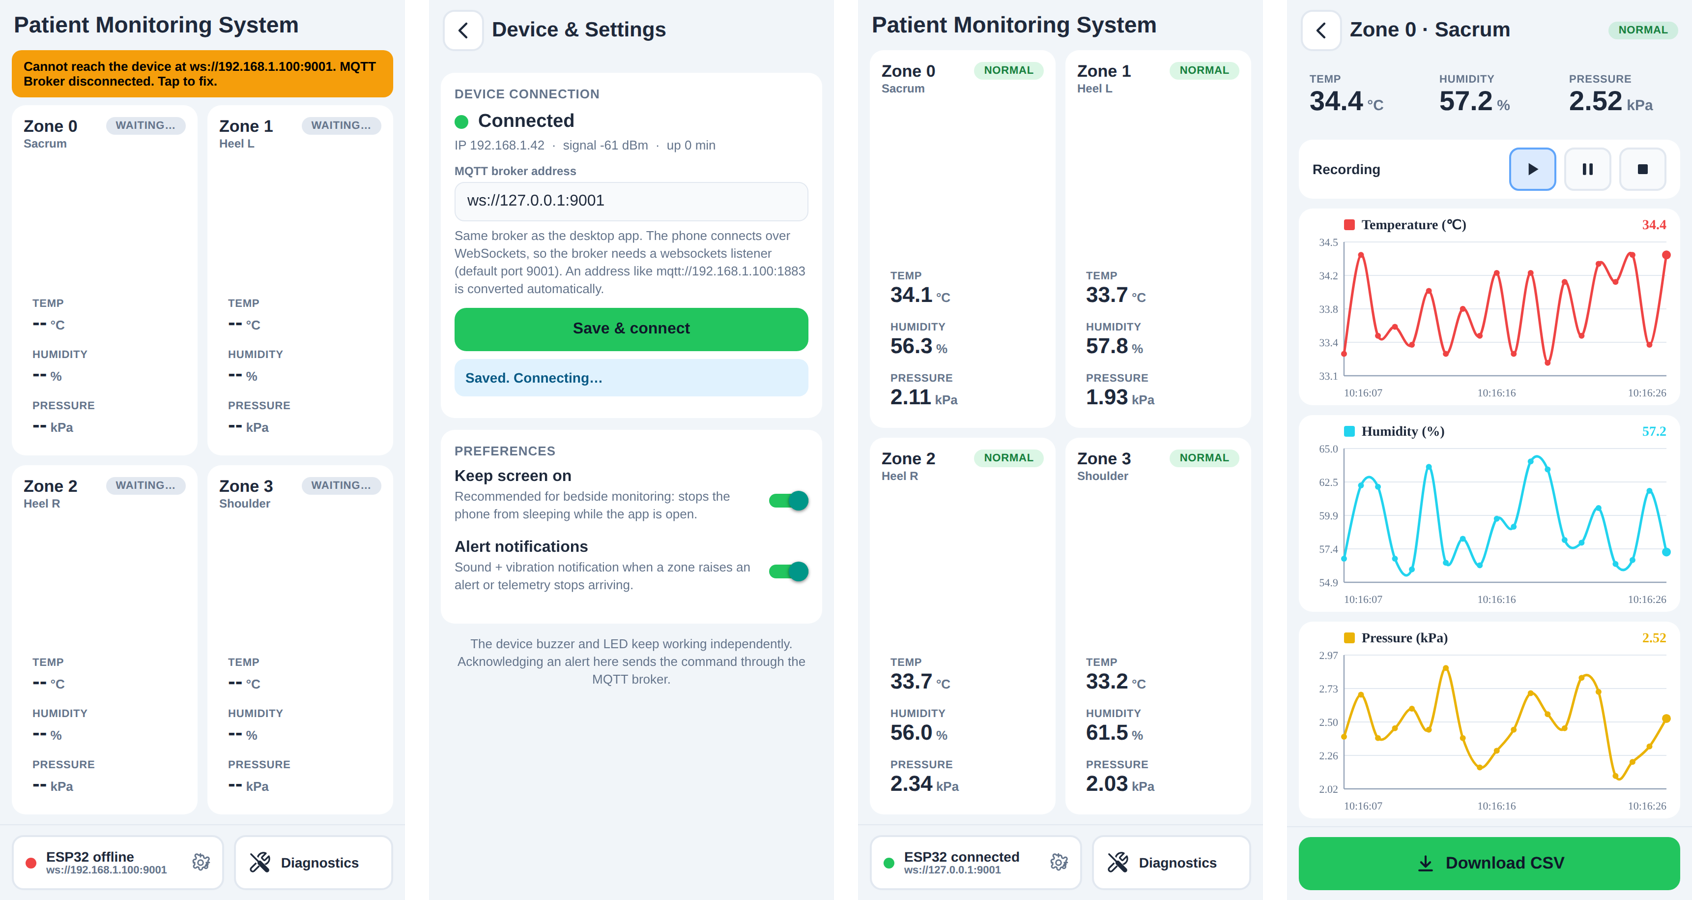 Patient Monitoring System
Cannot reach the device at ws://192.168.1.100:9001. MQTT
Broker disconnected. Tap to fix.
Zone 0 WAITING...
Sacrum
TEMP
-- °C
HUMIDITY
-- %
PRESSURE
-- kPa
Zone 1 WAITING...
Heel L
TEMP
-- °C
HUMIDITY
-- %
PRESSURE
-- kPa
Zone 2 WAITING...
Heel R
TEMP
-- °C
HUMIDITY
-- %
PRESSURE
-- kPa
Zone 3 WAITING...
Shoulder
TEMP
-- °C
HUMIDITY
-- %
PRESSURE
-- kPa
ESP32 offline
ws://192.168.1.100:9001
Diagnostics
Device & Settings
DEVICE CONNECTION
Connected
IP 192.168.1.42 · signal -61 dBm · up 0 min
MQTT broker address
ws://127.0.0.1:9001
Same broker as the desktop app. The phone connects over
WebSockets, so the broker needs a websockets listener
(default port 9001). An address like mqtt://192.168.1.100:1883
is converted automatically.
Save & connect
Saved. Connecting...
PREFERENCES
Keep screen on
Recommended for bedside monitoring: stops the
phone from sleeping while the app is open.
Alert notifications
Sound + vibration notification when a zone raises an
alert or telemetry stops arriving.
The device buzzer and LED keep working independently.
Acknowledging an alert here sends the command through the
MQTT broker.
Patient Monitoring System
Zone 0 NORMAL
Sacrum
TEMP
34.1 °C
HUMIDITY
56.3 %
PRESSURE
2.11 kPa
Zone 1 NORMAL
Heel L
TEMP
33.7 °C
HUMIDITY
57.8 %
PRESSURE
1.93 kPa
Zone 2 NORMAL
Heel R
TEMP
33.7 °C
HUMIDITY
56.0 %
PRESSURE
2.34 kPa
Zone 3 NORMAL
Shoulder
TEMP
33.2 °C
HUMIDITY
61.5 %
PRESSURE
2.03 kPa
ESP32 connected
ws://127.0.0.1:9001
Diagnostics
Zone 0 · Sacrum NORMAL
TEMP
34.4 °C
HUMIDITY
57.2 %
PRESSURE
2.52 kPa
Recording
Temperature (℃) 34.4
34.5
34.2
33.8
33.4
33.1
10:16:07 10:16:16 10:16:26
Humidity (%) 57.2
65.0
62.5
59.9
57.4
54.9
10:16:07 10:16:16 10:16:26
Pressure (kPa) 2.52
2.97
2.73
2.50
2.26
2.02
10:16:07 10:16:16 10:16:26
Download CSV